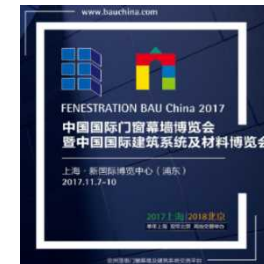 www.bauchina.com
FENESTRATION BAU China 2017
中国国际门窗幕墙博览会
暨中国国际建筑系统及材料博览会
上海·新国际博览中心（浦东）
2017.11.7-10
2017上海 2018北京